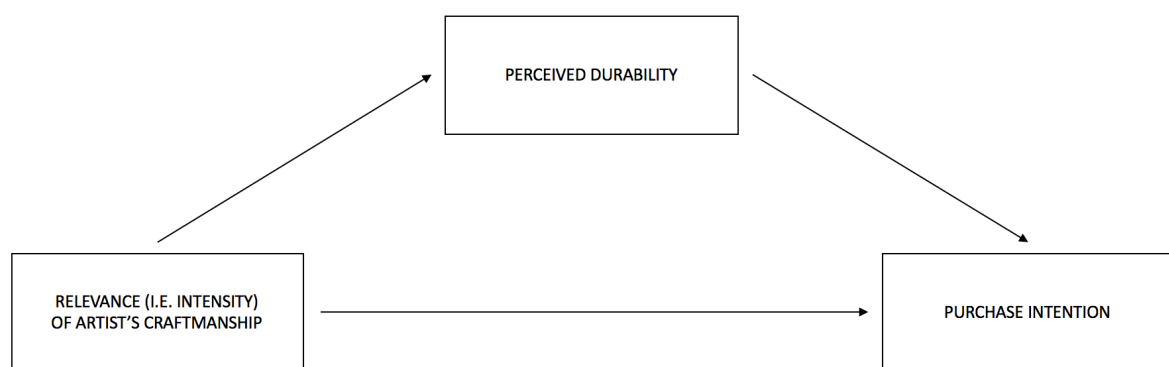 PERCEIVED DURABILITY
RELEVANCE (I.E. INTENSITY)
OF ARTIST'S CRAFTMANSHIP
PURCHASE INTENTION